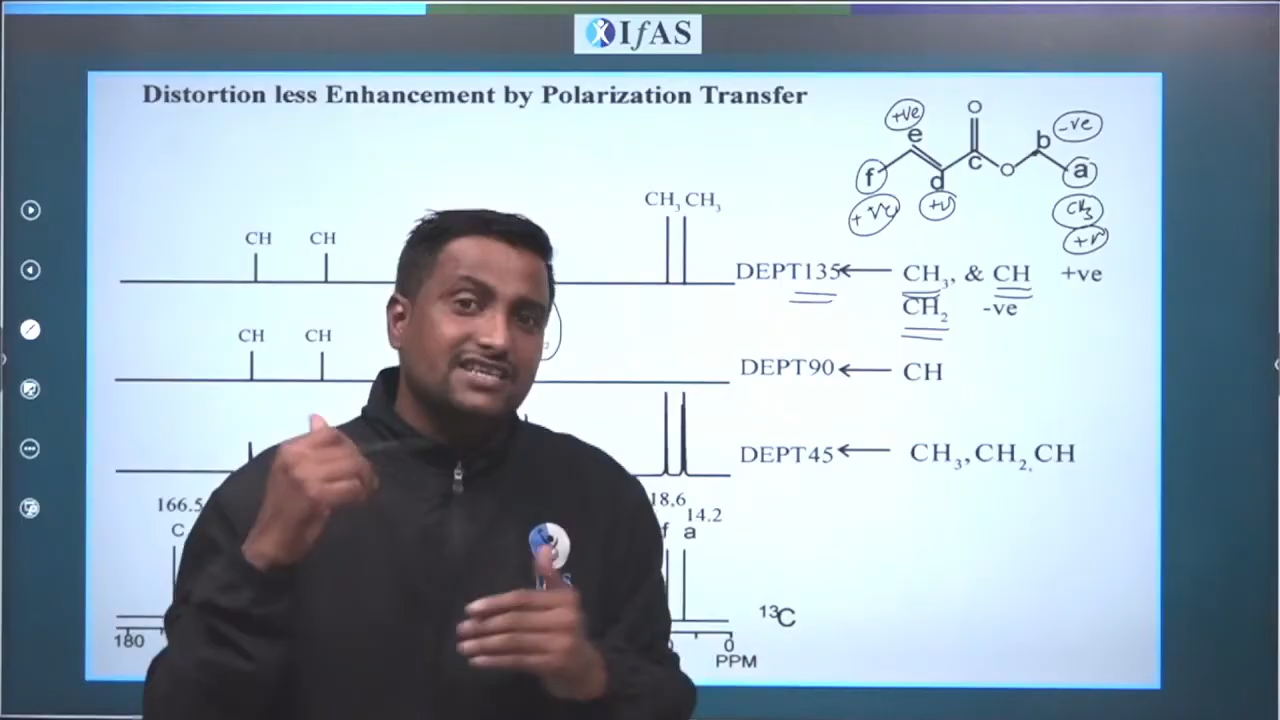 IfAS
Distortion less Enhancement by Polarization Transfer
O
+ve
e
b
-ve
f
c
O
a
d
+ve
+v
CH₃
+v
CH₃ CH₃
CH CH
DEPT135 ← CH₃, & CH +ve
CH₂ -ve
CH CH
DEPT90 ← CH
DEPT45 ← CH₃,CH₂,CH
166.5
18,6
14.2
C
f a
¹³C
180
0
PPM